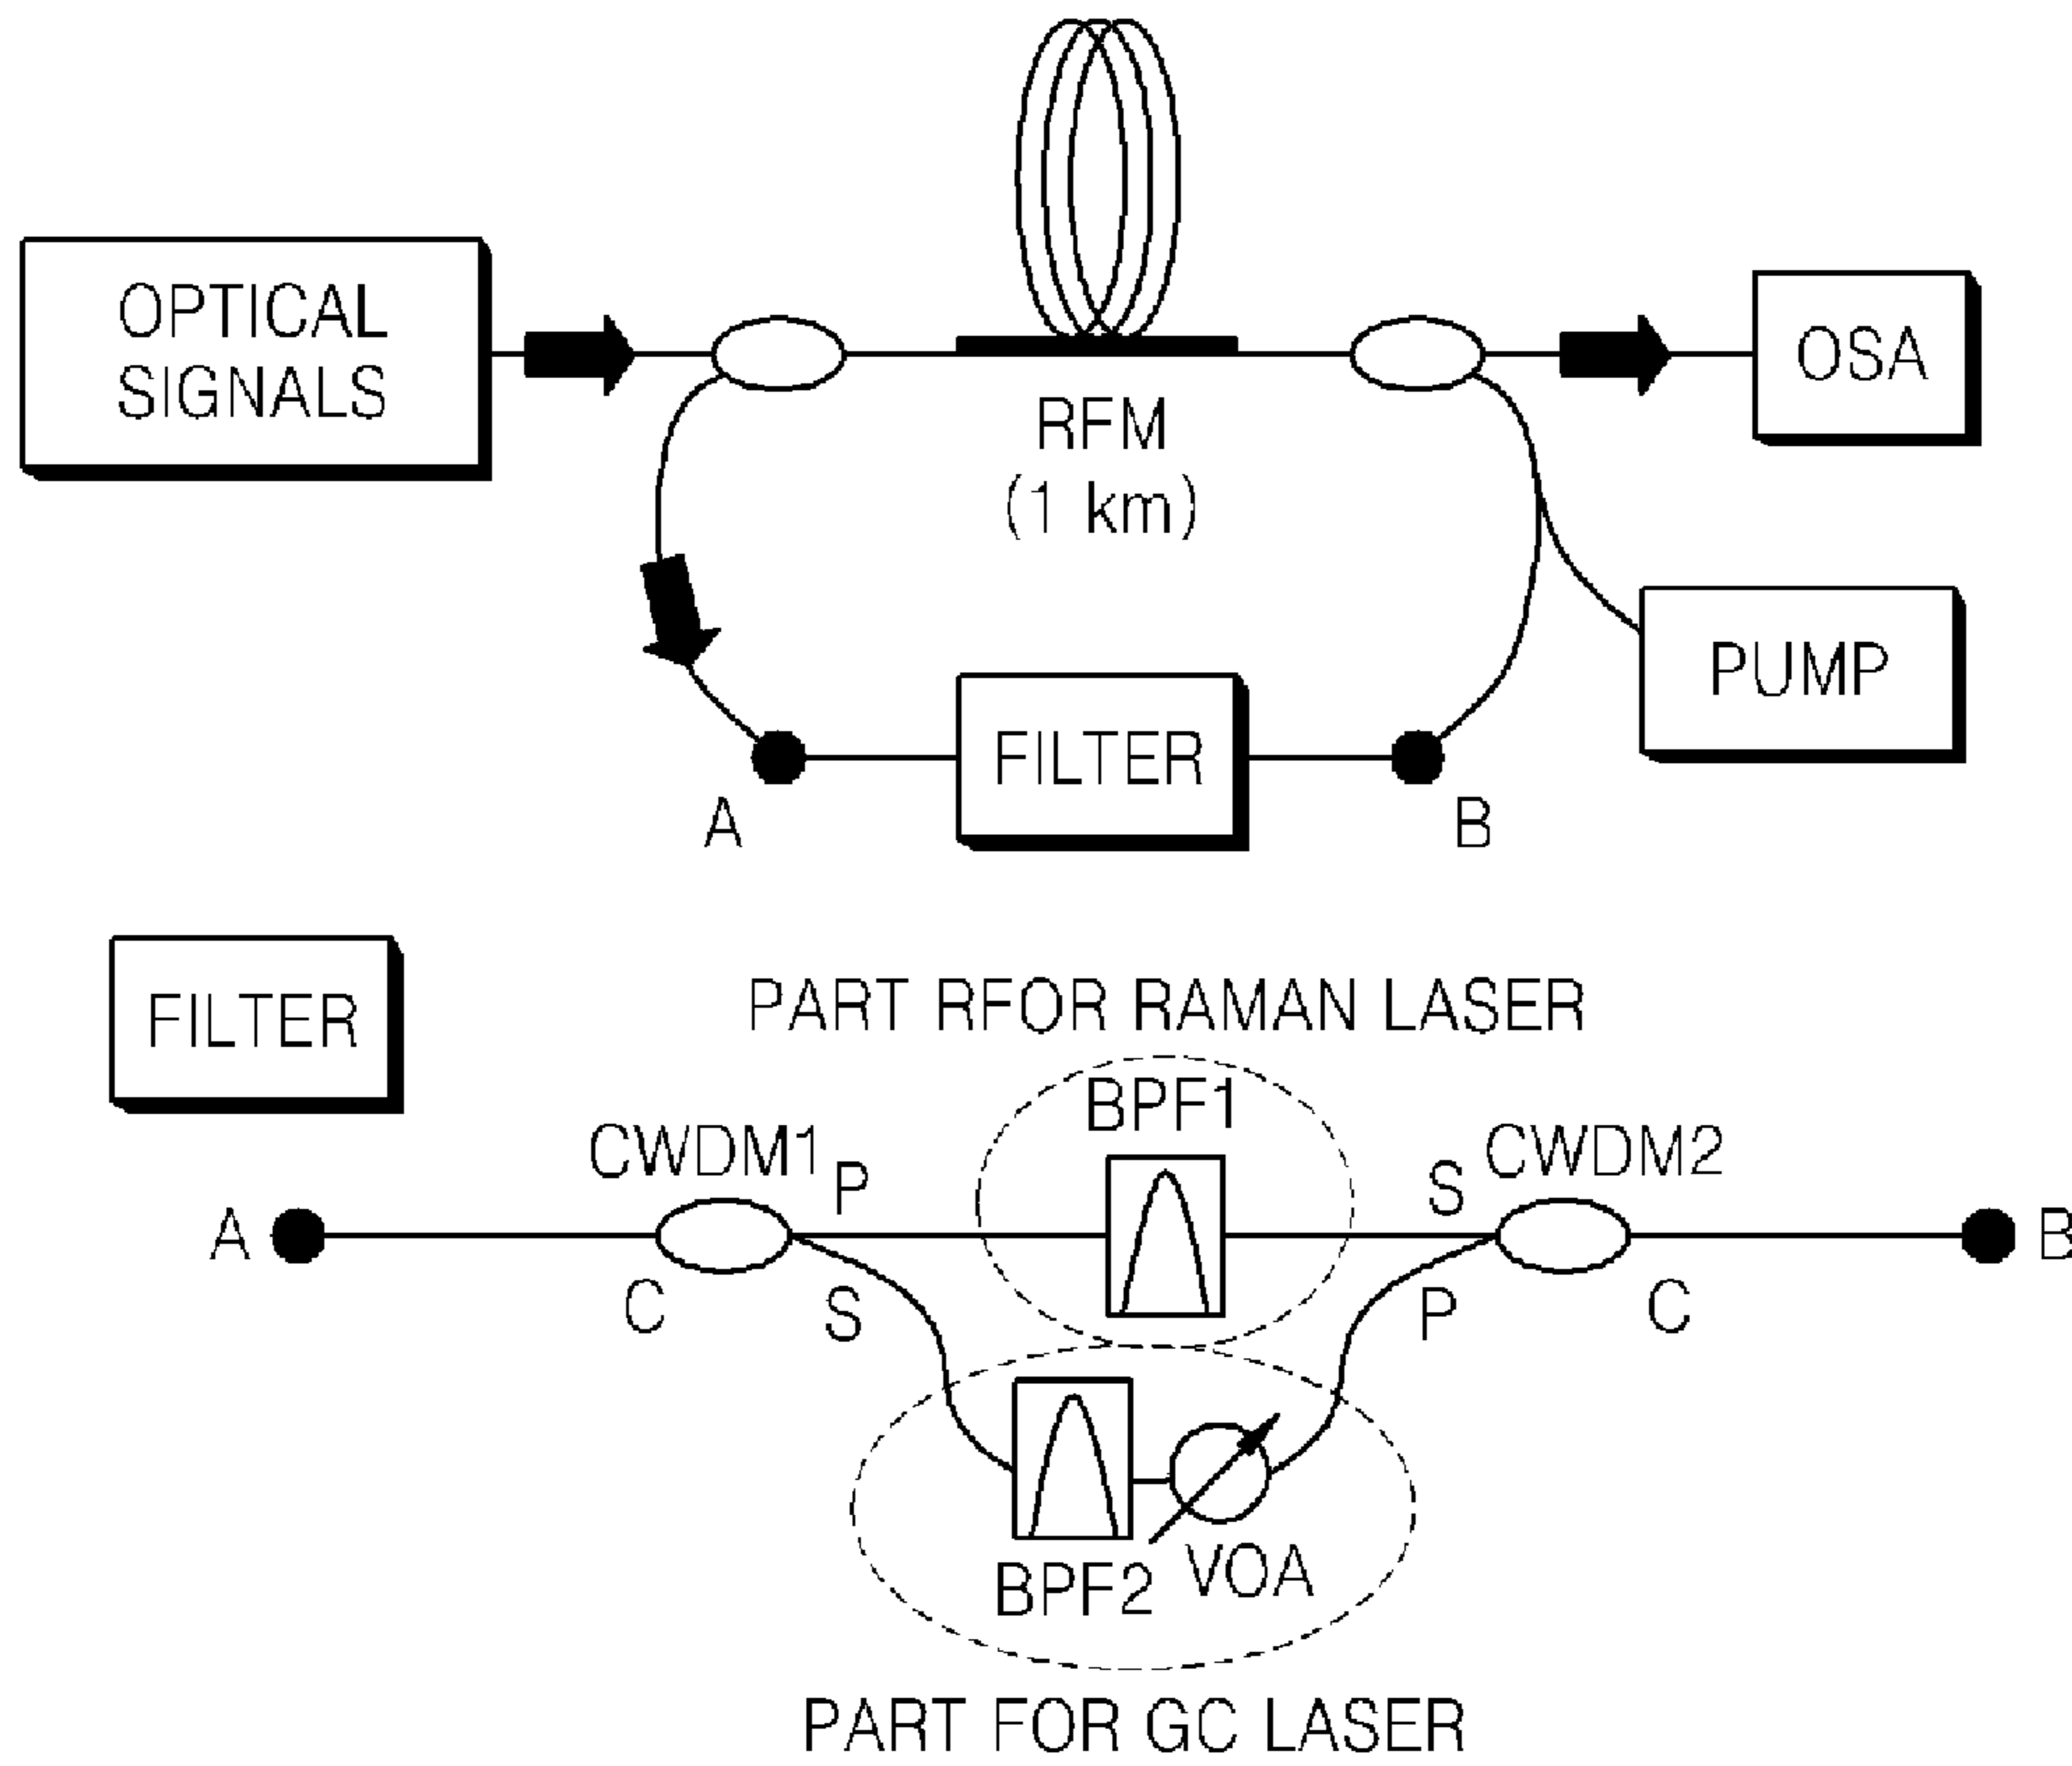 OPTICAL
SIGNALS
OSA
RFM
(1 km)
PUMP
FILTER
A
B
FILTER
PART RFOR RAMAN LASER
BPF1
CWDM1
P
S
CWDM2
A
B
C
S
P
C
BPF2
VOA
PART FOR GC LASER